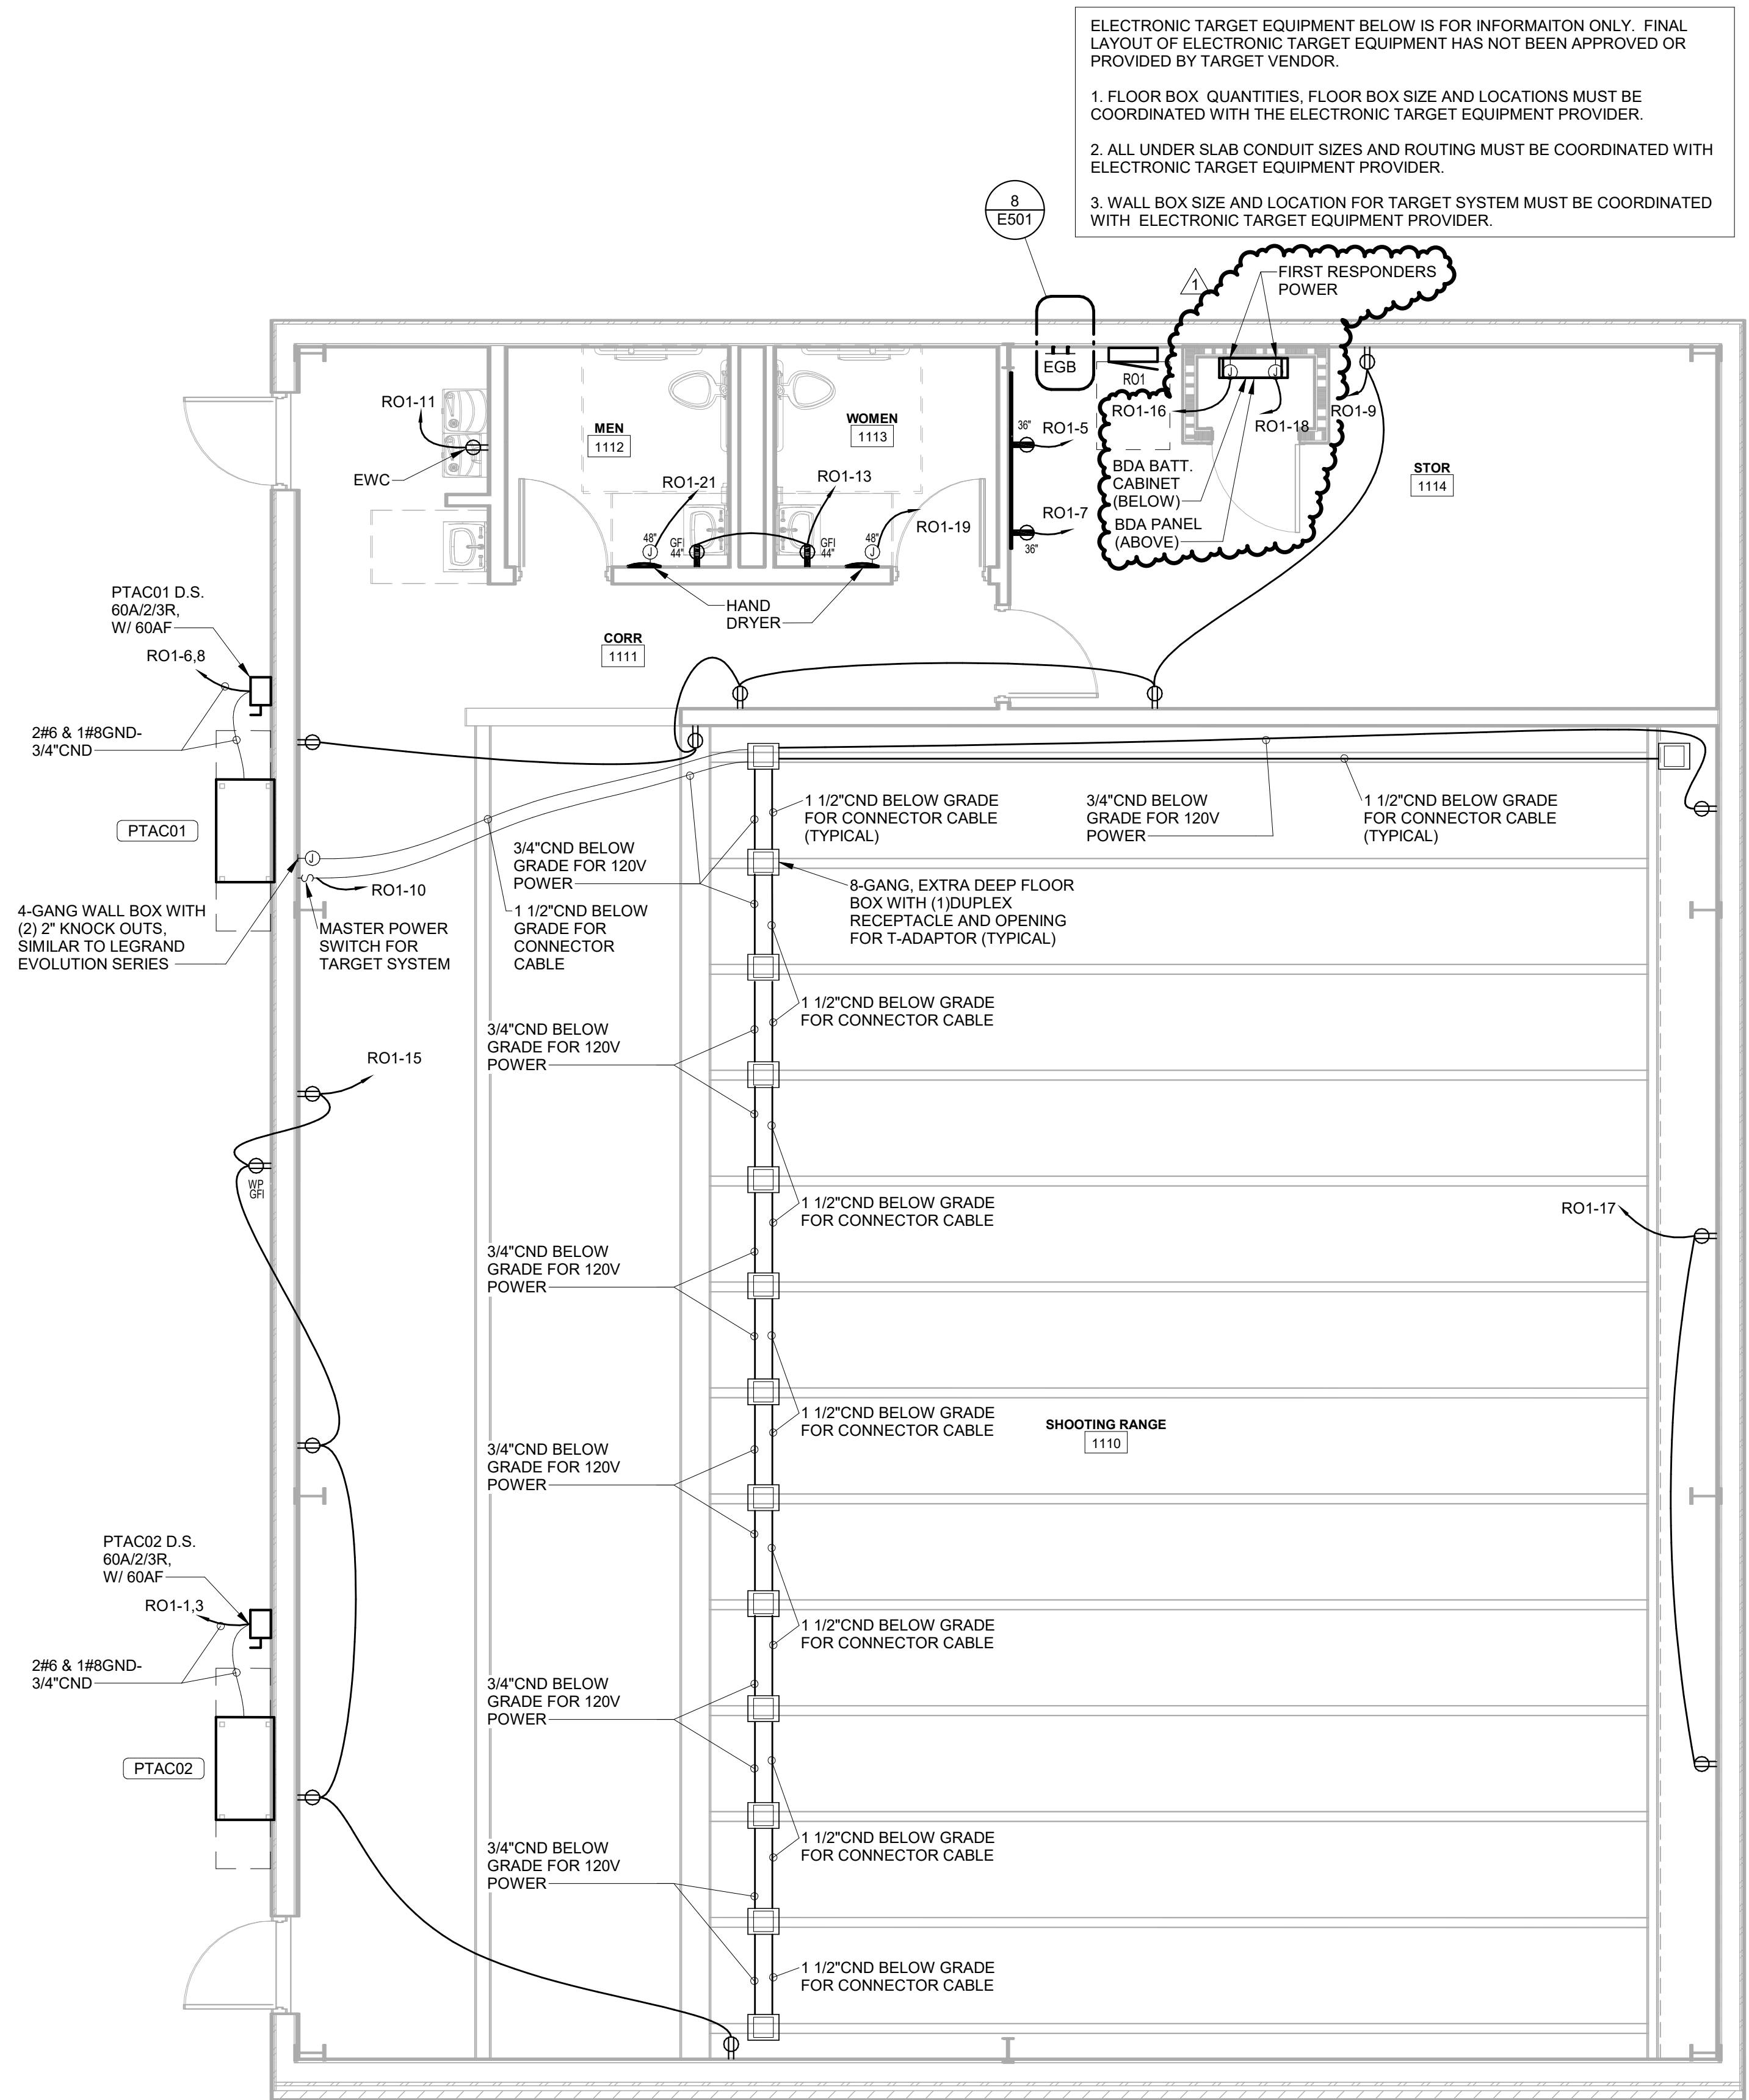 ELECTRONIC TARGET EQUIPMENT BELOW IS FOR INFORMAITON ONLY. FINAL
LAYOUT OF ELECTRONIC TARGET EQUIPMENT HAS NOT BEEN APPROVED OR
PROVIDED BY TARGET VENDOR.
1. FLOOR BOX QUANTITIES, FLOOR BOX SIZE AND LOCATIONS MUST BE
COORDINATED WITH THE ELECTRONIC TARGET EQUIPMENT PROVIDER.
2. ALL UNDER SLAB CONDUIT SIZES AND ROUTING MUST BE COORDINATED WITH
ELECTRONIC TARGET EQUIPMENT PROVIDER.
3. WALL BOX SIZE AND LOCATION FOR TARGET SYSTEM MUST BE COORDINATED
WITH ELECTRONIC TARGET EQUIPMENT PROVIDER.
8
E501
1
FIRST RESPONDERS
POWER
EGB
RO1
J
J
RO1-16
RO1-18
RO1-9
RO1-11
EWC
MEN
1112
WOMEN
1113
36"
RO1-5
BDA BATT.
CABINET
(BELOW)
BDA PANEL
(ABOVE)
STOR
1114
RO1-21
RO1-13
RO1-19
RO1-7
36"
48"
J
GFI
44"
GFI
44"
48"
J
HAND
DRYER
CORR
1111
PTAC01 D.S.
60A/2/3R,
W/ 60AF
RO1-6,8
2#6 & 1#8GND-
3/4"CND
PTAC01
J
RO1-10
4-GANG WALL BOX WITH
(2) 2" KNOCK OUTS,
SIMILAR TO LEGRAND
EVOLUTION SERIES
MASTER POWER
SWITCH FOR
TARGET SYSTEM
3/4"CND BELOW
GRADE FOR 120V
POWER
1 1/2"CND BELOW
GRADE FOR
CONNECTOR
CABLE
1 1/2"CND BELOW GRADE
FOR CONNECTOR CABLE
(TYPICAL)
3/4"CND BELOW
GRADE FOR 120V
POWER
1 1/2"CND BELOW GRADE
FOR CONNECTOR CABLE
(TYPICAL)
8-GANG, EXTRA DEEP FLOOR
BOX WITH (1)DUPLEX
RECEPTACLE AND OPENING
FOR T-ADAPTOR (TYPICAL)
1 1/2"CND BELOW GRADE
FOR CONNECTOR CABLE
3/4"CND BELOW
GRADE FOR 120V
POWER
RO1-15
WP
GFI
1 1/2"CND BELOW GRADE
FOR CONNECTOR CABLE
RO1-17
3/4"CND BELOW
GRADE FOR 120V
POWER
1 1/2"CND BELOW GRADE
FOR CONNECTOR CABLE
SHOOTING RANGE
1110
3/4"CND BELOW
GRADE FOR 120V
POWER
PTAC02 D.S.
60A/2/3R,
W/ 60AF
RO1-1,3
2#6 & 1#8GND-
3/4"CND
PTAC02
1 1/2"CND BELOW GRADE
FOR CONNECTOR CABLE
3/4"CND BELOW
GRADE FOR 120V
POWER
1 1/2"CND BELOW GRADE
FOR CONNECTOR CABLE
3/4"CND BELOW
GRADE FOR 120V
POWER
1 1/2"CND BELOW GRADE
FOR CONNECTOR CABLE